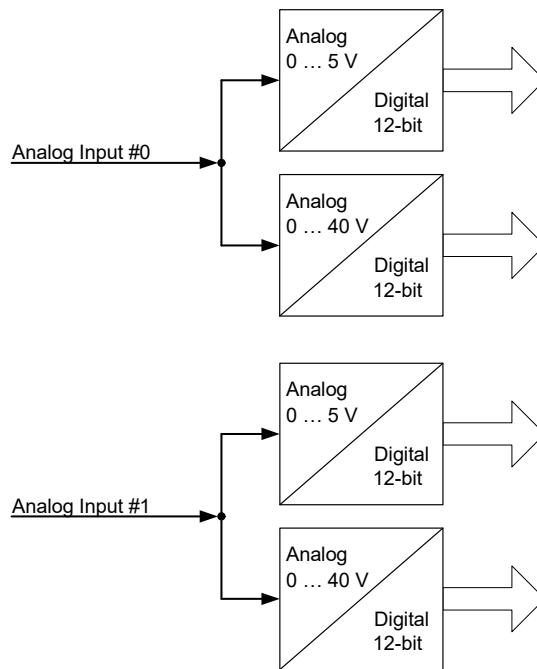 Analog
0 … 5 V
Digital
12-bit
Analog Input #0
Analog
0 … 40 V
Digital
12-bit
Analog
0 … 5 V
Digital
12-bit
Analog Input #1
Analog
0 … 40 V
Digital
12-bit